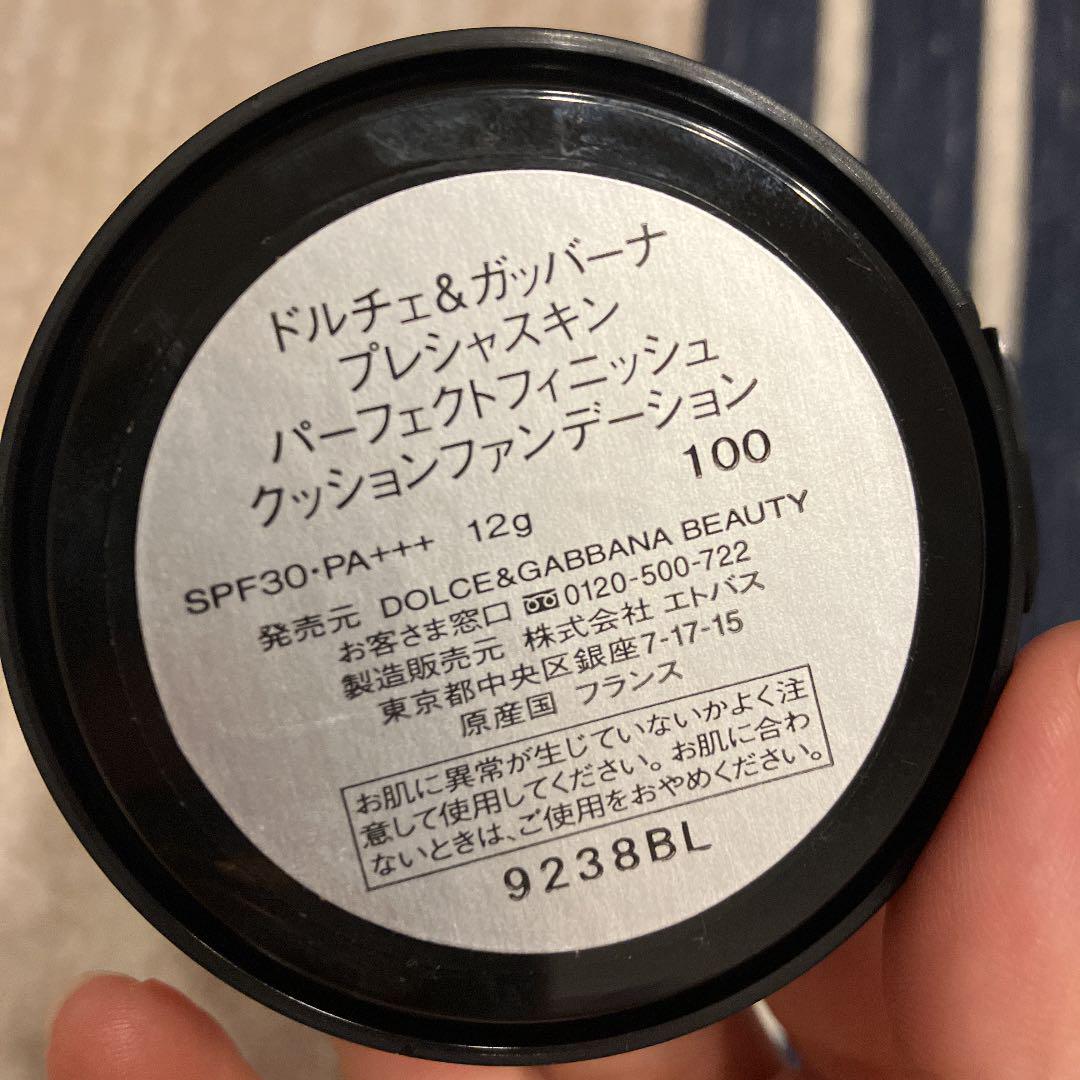 ドルチェ&ガッバーナ
プレシャスキン
パーフェクトフィニッシュ
クッションファンデーション
100
SPF30・PA+++ 12g
発売元 DOLCE&GABBANA BEAUTY
お客さま窓口 0120-500-722
製造販売元 株式会社 エトバス
東京都中央区銀座7-17-15
原産国 フランス
お肌に異常が生じていないかよく注
意して使用してください。お肌に合わ
ないときは、ご使用をおやめください。
9238BL